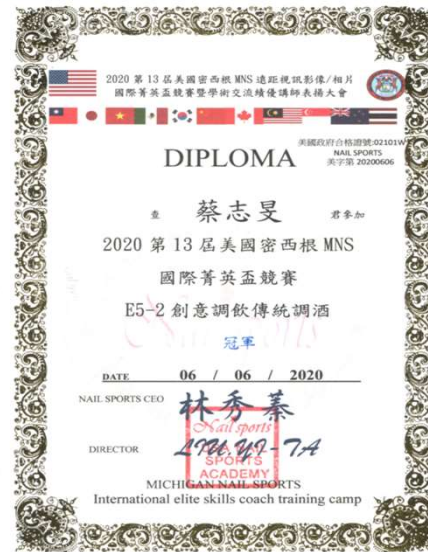 2020 第 13 屆美國密西根 MNS 遠距視訊影像/相片
國際菁英盃競賽暨學術交流績優講師表揚大會
美國政府合格證號:02101W
NAIL SPORTS
美字第 20200606
DIPLOMA
查 蔡志旻 君參加
2020 第 13 屆美國密西根 MNS
國際菁英盃競賽
E5-2 創意調飲傳統調酒
冠軍
DATE 06 / 06 / 2020
NAIL SPORTS CEO 林秀蓁
Nail sports
DIRECTOR LIU.YI-TA
SPORTS
ACADEMY
MICHIGAN NAIL SPORTS
International elite skills coach training camp